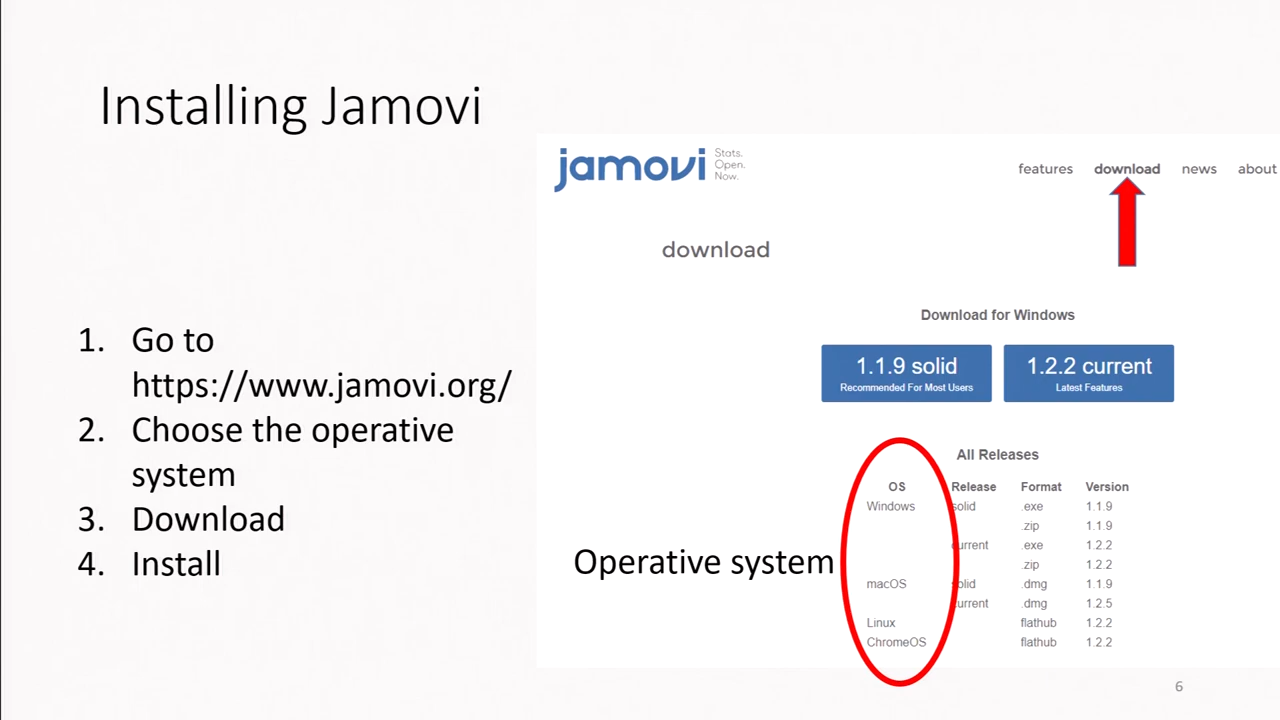 Installing Jamovi
1. Go to
https://www.jamovi.org/
2. Choose the operative
system
3. Download
4. Install
jamovi
Stats.
Open.
Now.
features download news about
download
Download for Windows
1.1.9 solid
Recommended For Most Users
1.2.2 current
Latest Features
All Releases
OS Release Format Version
Windows solid .exe 1.1.9
.zip 1.1.9
current .exe 1.2.2
.zip 1.2.2
macOS solid .dmg 1.1.9
current .dmg 1.2.5
Linux flathub 1.2.2
ChromeOS flathub 1.2.2
Operative system
6